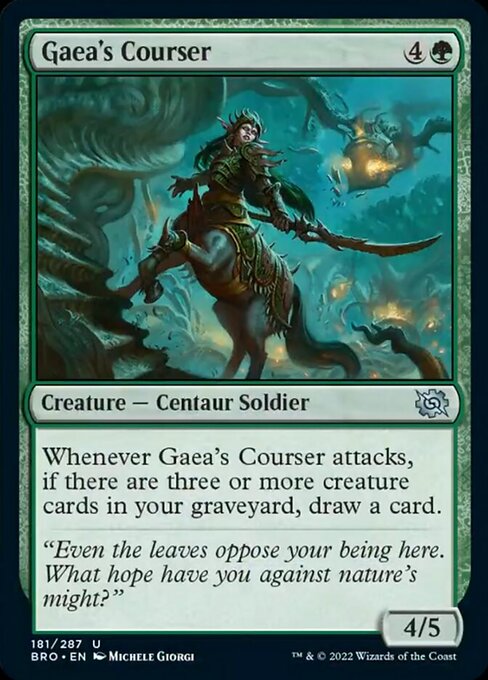 Gaea's Courser 4
Creature — Centaur Soldier
Whenever Gaea's Courser attacks,
if there are three or more creature
cards in your graveyard, draw a card.
"Even the leaves oppose your being here.
What hope have you against nature's
might?"
4/5
181/287 U
BRO • EN Michele Giorgi
™ & © 2022 Wizards of the Coast